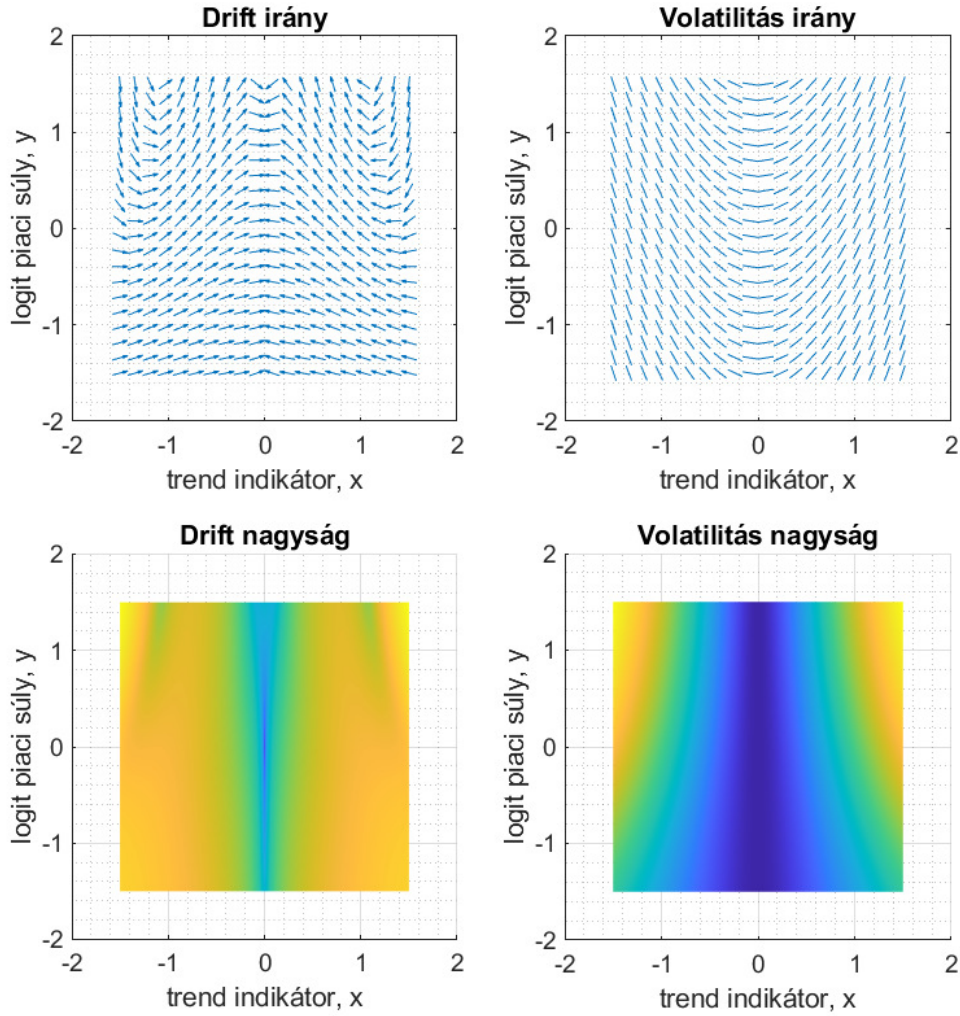 Drift irány
2
1
0
-1
-2
-2 -1 0 1 2
logit piaci súly, y
trend indikátor, x
Volatilitás irány
2
1
0
-1
-2
-2 -1 0 1 2
logit piaci súly, y
trend indikátor, x
Drift nagyság
2
1
0
-1
-2
-2 -1 0 1 2
logit piaci súly, y
trend indikátor, x
Volatilitás nagyság
2
1
0
-1
-2
-2 -1 0 1 2
logit piaci súly, y
trend indikátor, x